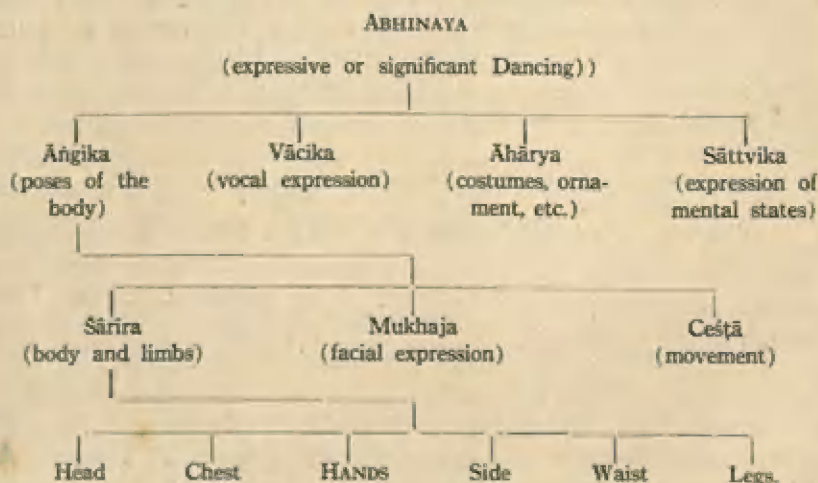 ABHINAYA
(expressive or significant Dancing))
Āṅgika Vācika Āhārya Sāttvika
(poses of the (vocal expression) (costumes, orna- (expression of
body) ment, etc.) mental states)
Śārīra Mukhaja Ceṣṭā
(body and limbs) (facial expression) (movement)
Head Chest HANDS Side Waist Legs.